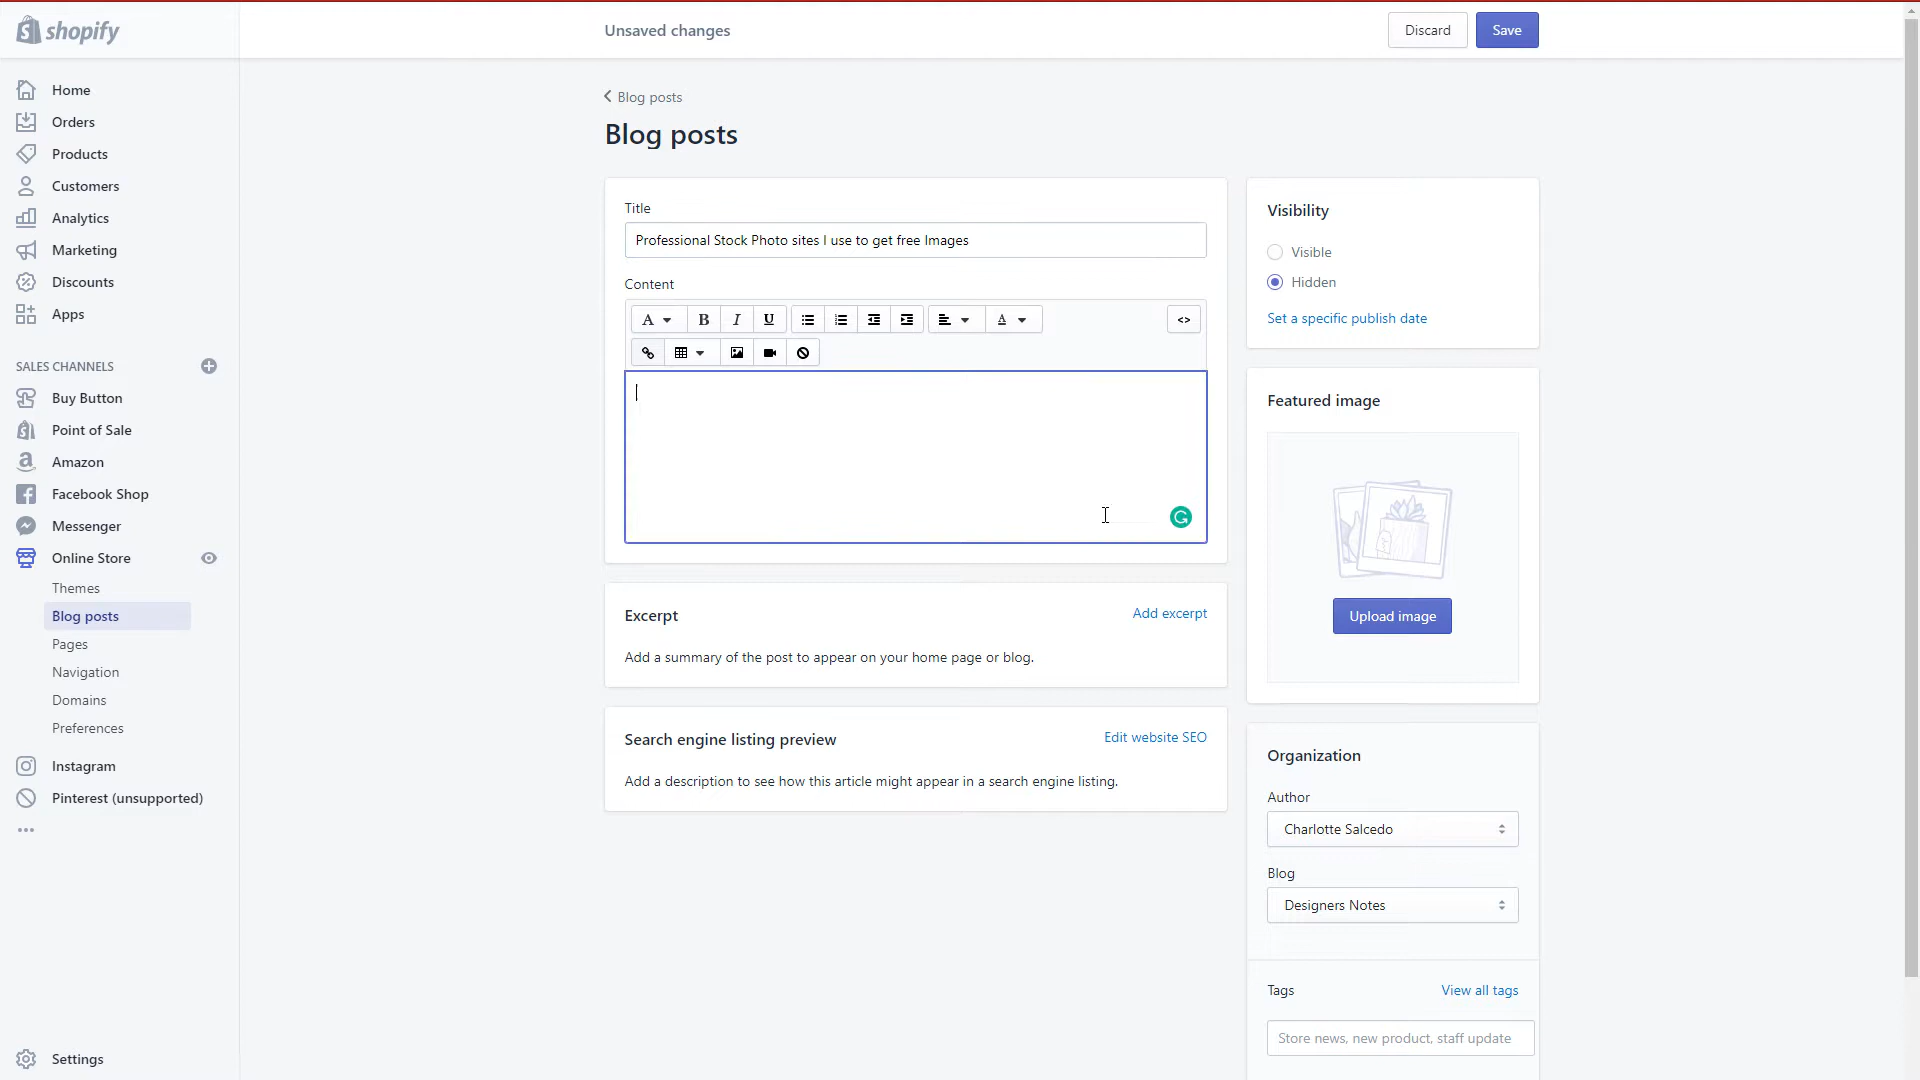 shopify
Unsaved changes
Discard
Save
Home
Orders
Products
Customers
Analytics
Marketing
Discounts
Apps
SALES CHANNELS
Buy Button
Point of Sale
Amazon
Facebook Shop
Messenger
Online Store
Themes
Blog posts
Pages
Navigation
Domains
Preferences
Instagram
Pinterest (unsupported)
Settings
Blog posts
Blog posts
Title
Professional Stock Photo sites I use to get free Images
Content
A
B
I
U
A
<>
Excerpt
Add excerpt
Add a summary of the post to appear on your home page or blog.
Search engine listing preview
Edit website SEO
Add a description to see how this article might appear in a search engine listing.
Visibility
Visible
Hidden
Set a specific publish date
Featured image
Upload image
Organization
Author
Charlotte Salcedo
Blog
Designers Notes
Tags
View all tags
Store news, new product, staff update